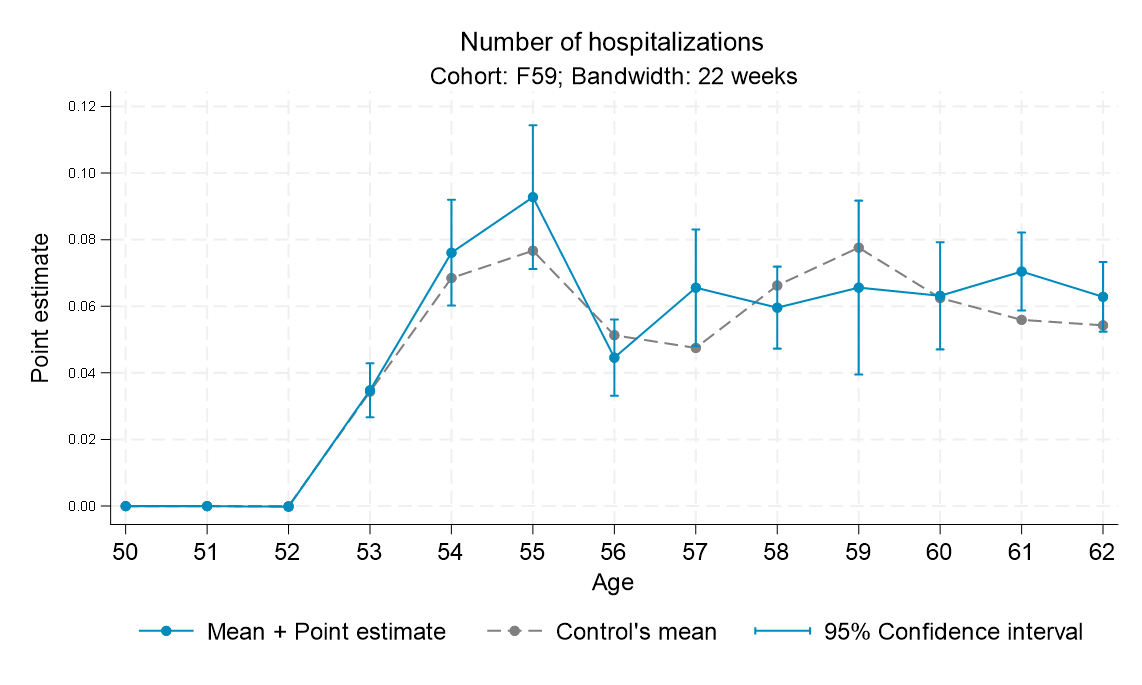 Number of hospitalizations
Cohort: F59; Bandwidth: 22 weeks
Point estimate
0.12
0.10
0.08
0.06
0.04
0.02
0.00
50 51 52 53 54 55 56 57 58 59 60 61 62
Age
Mean + Point estimate Control's mean 95% Confidence interval